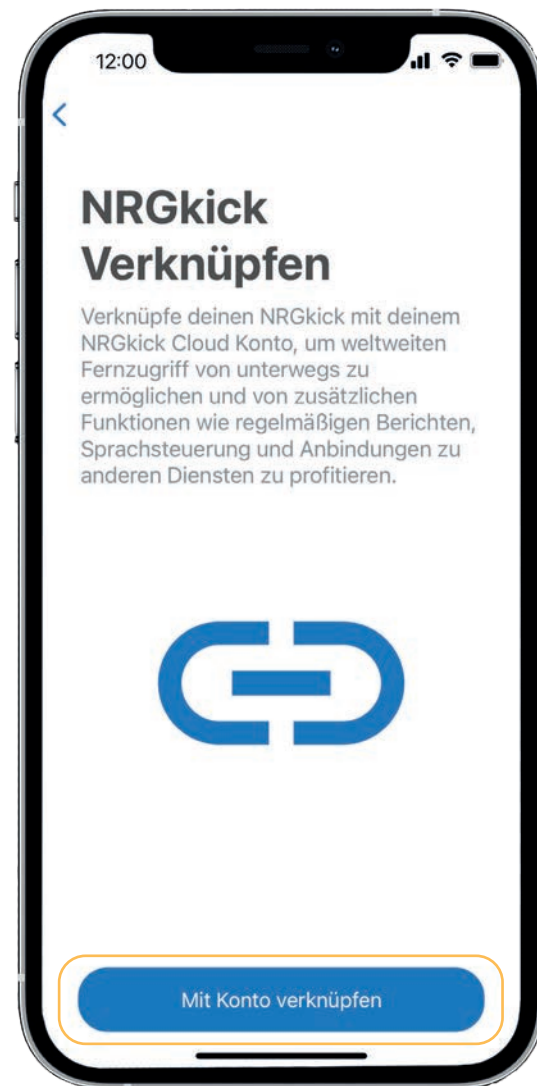 12:00
NRGkick
Verknüpfen
Verknüpfe deinen NRGkick mit deinem
NRGkick Cloud Konto, um weltweiten
Fernzugriff von unterwegs zu
ermöglichen und von zusätzlichen
Funktionen wie regelmäßigen Berichten,
Sprachsteuerung und Anbindungen zu
anderen Diensten zu profitieren.
Mit Konto verknüpfen